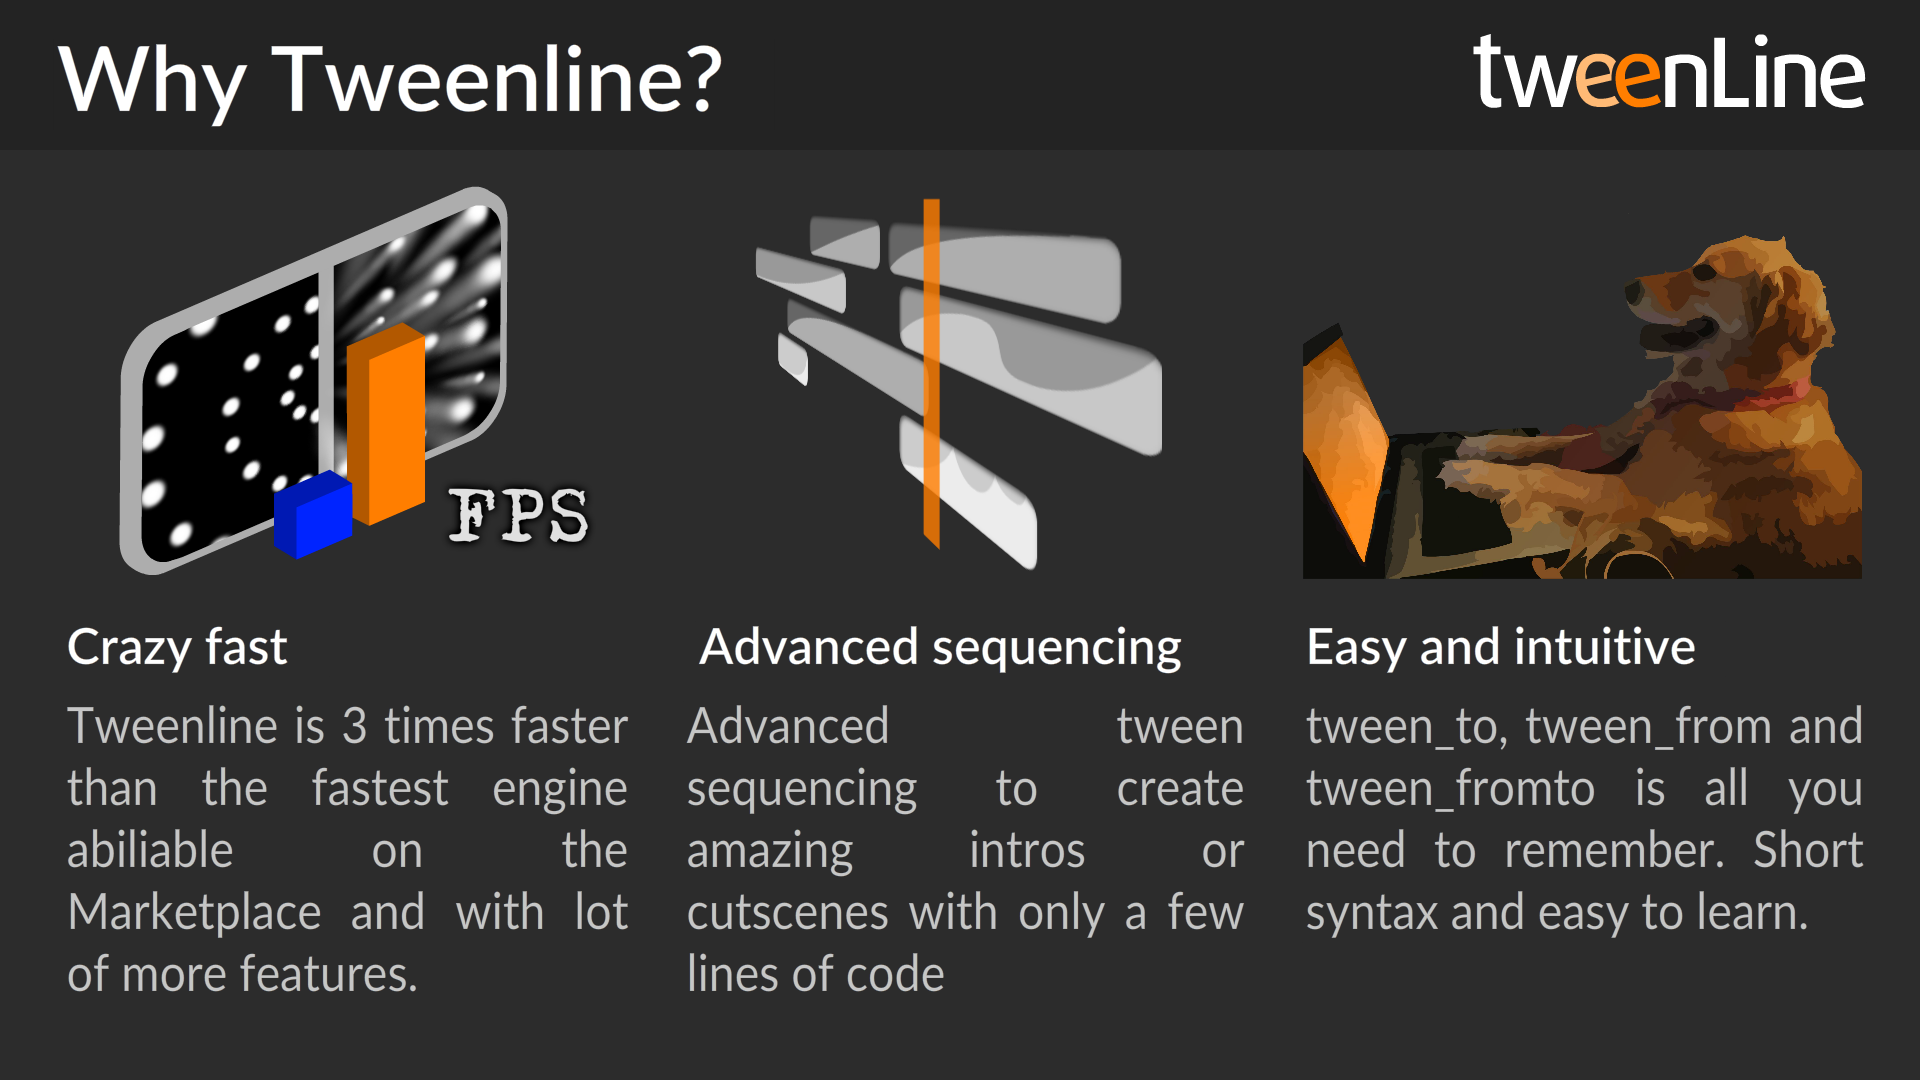 Why Tweenline?
tweenLine
FPS
Crazy fast
Tweenline is 3 times faster
than the fastest engine
abiliable on the
Marketplace and with lot
of more features.
Advanced sequencing
Advanced tween
sequencing to create
amazing intros or
cutscenes with only a few
lines of code
Easy and intuitive
tween_to, tween_from and
tween_fromto is all you
need to remember. Short
syntax and easy to learn.